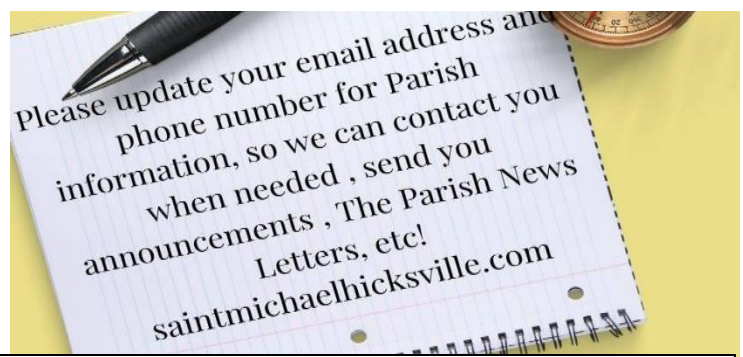 Please update your email address and
phone number for Parish
information, so we can contact you
when needed , send you
announcements , The Parish News
Letters, etc!
saintmichaelhicksville.com